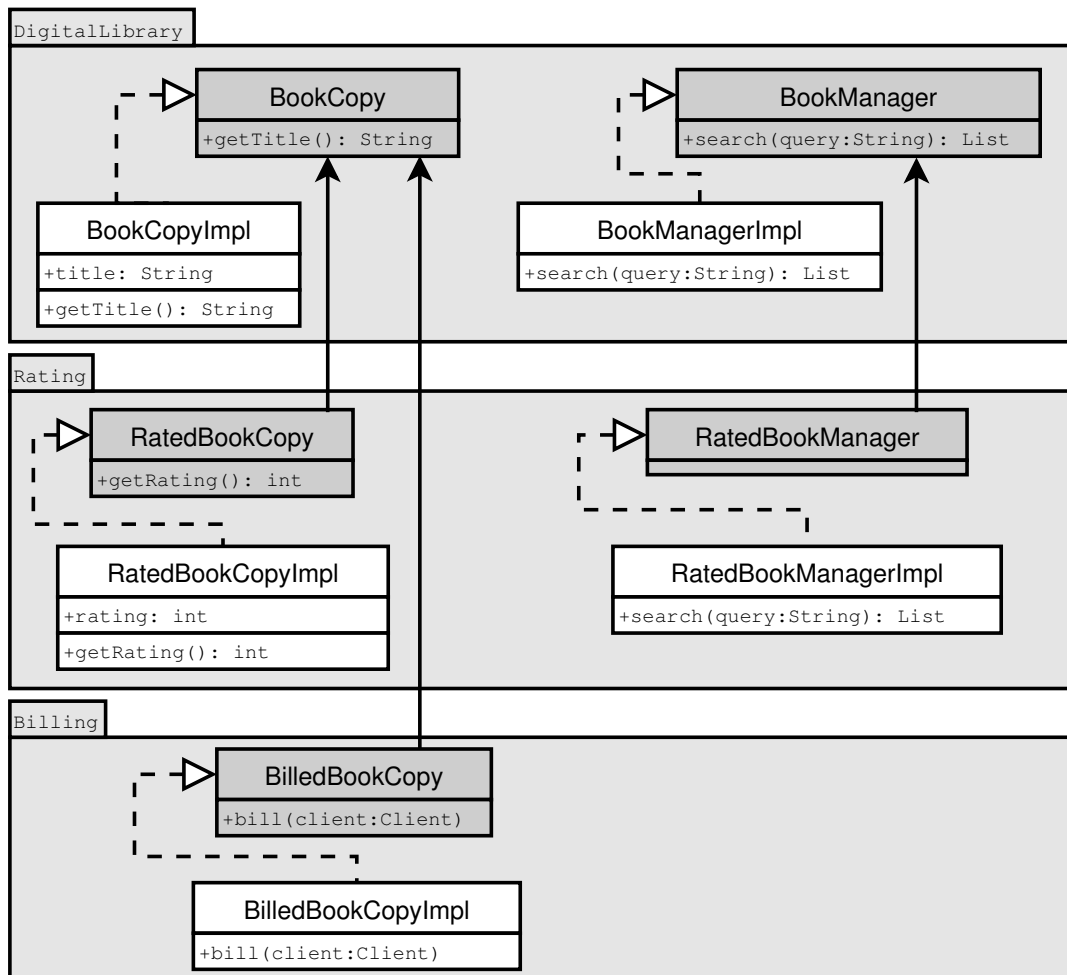 DigitalLibrary
BookCopy
+getTitle(): String
BookManager
+search(query:String): List
BookCopyImpl
+title: String
+getTitle(): String
BookManagerImpl
+search(query:String): List
Rating
RatedBookCopy
+getRating(): int
RatedBookManager
RatedBookCopyImpl
+rating: int
+getRating(): int
RatedBookManagerImpl
+search(query:String): List
Billing
BilledBookCopy
+bill(client:Client)
BilledBookCopyImpl
+bill(client:Client)